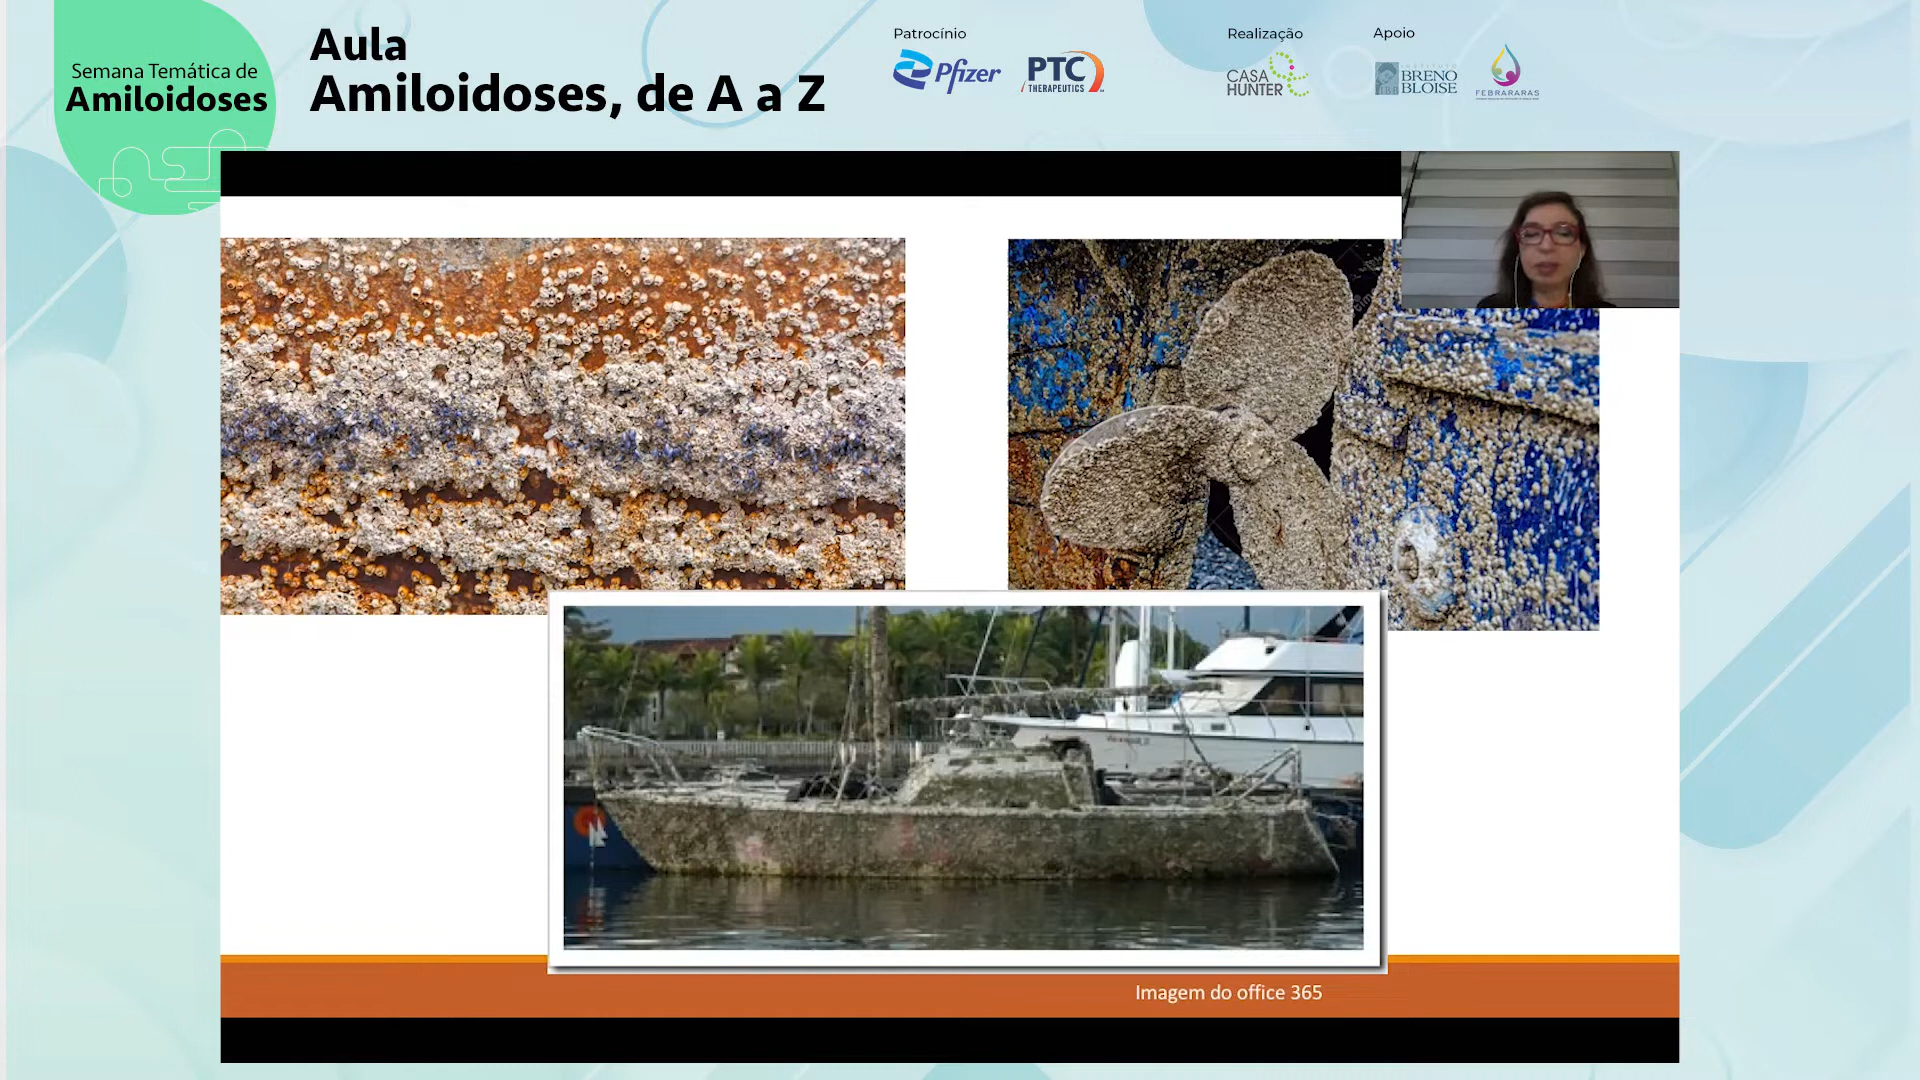 Semana Temática de
Amiloidoses
Aula
Amiloidoses, de A a Z
Patrocínio
Pfizer
PTC
THERAPEUTICS
Realização
CASA
HUNTER
Apoio
INSTITUTO
BRENO
BLOISE
FEBRARARAS
Imagem do office 365